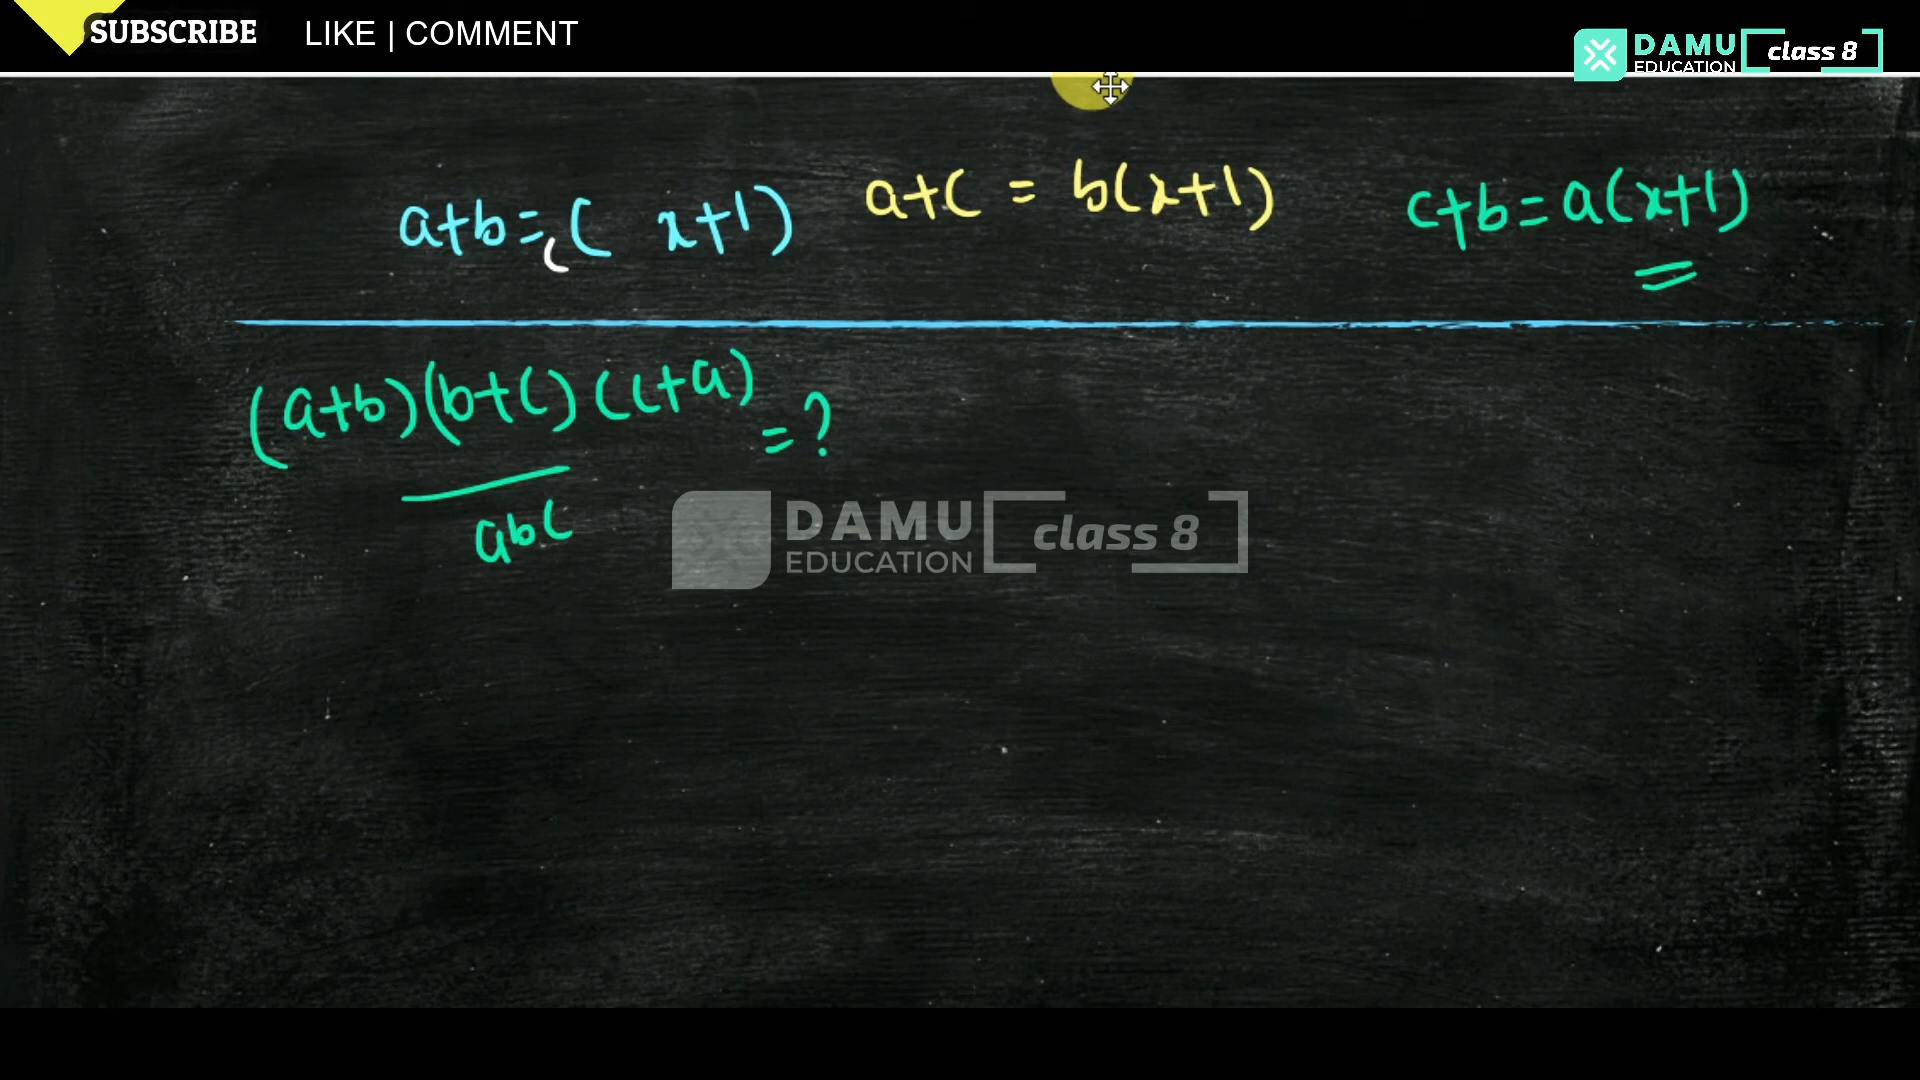 SUBSCRIBE LIKE | COMMENT
DAMU EDUCATION class 8
a+b=( ( x+1) a+c = b(x+1) c+b=a(x+1)
(a+b)(b+c)(c+a) = ?
abc
DAMU EDUCATION class 8